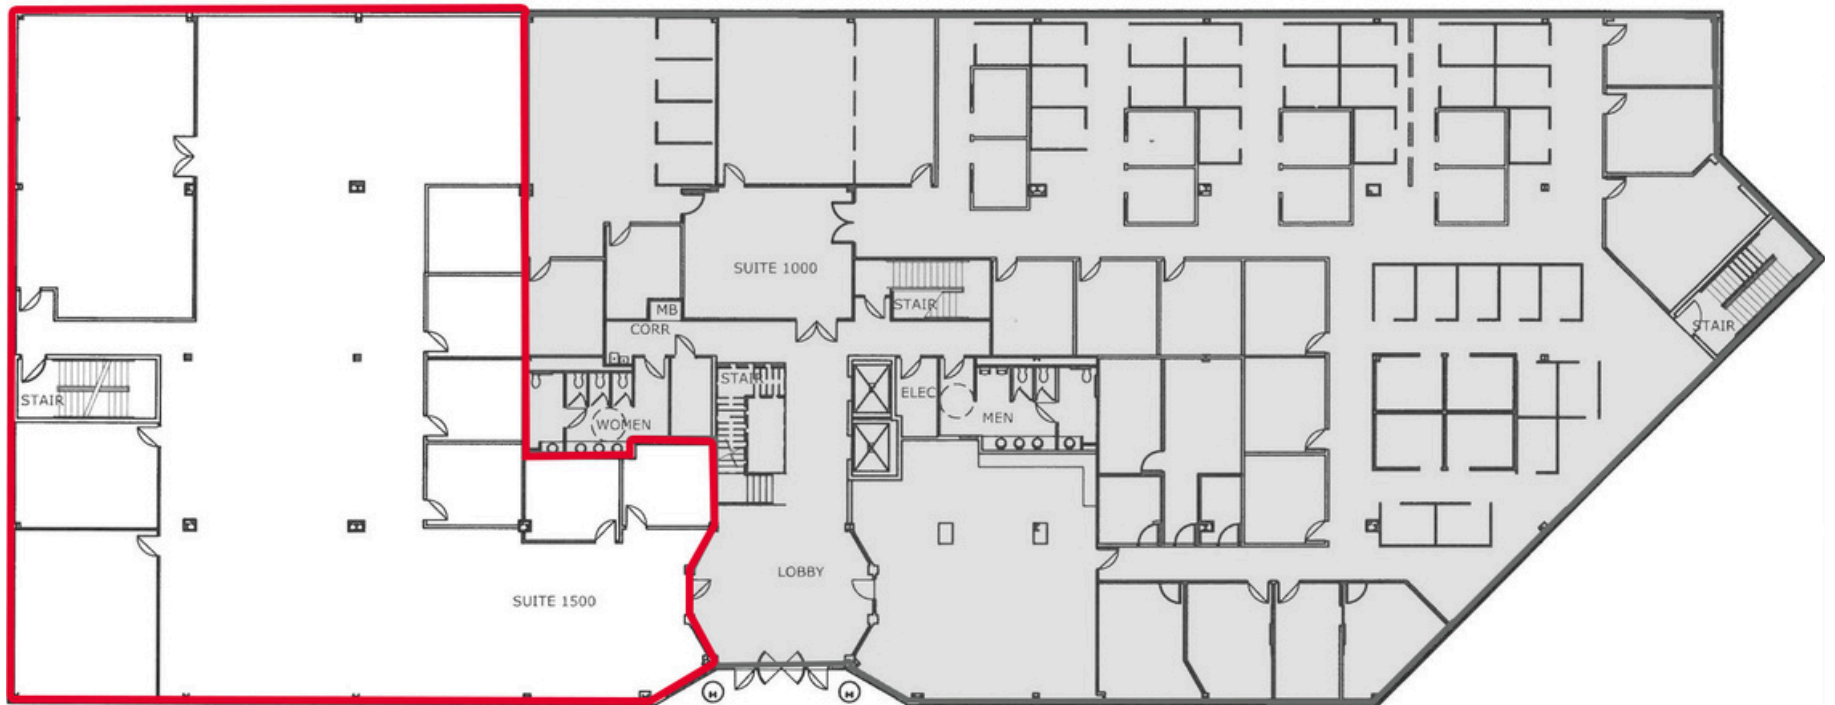 SUITE 1000
STAIR
MB
CORR
STAIR
STAIR
ELEC
STAIR
WOMEN
MEN
LOBBY
SUITE 1500
H
H